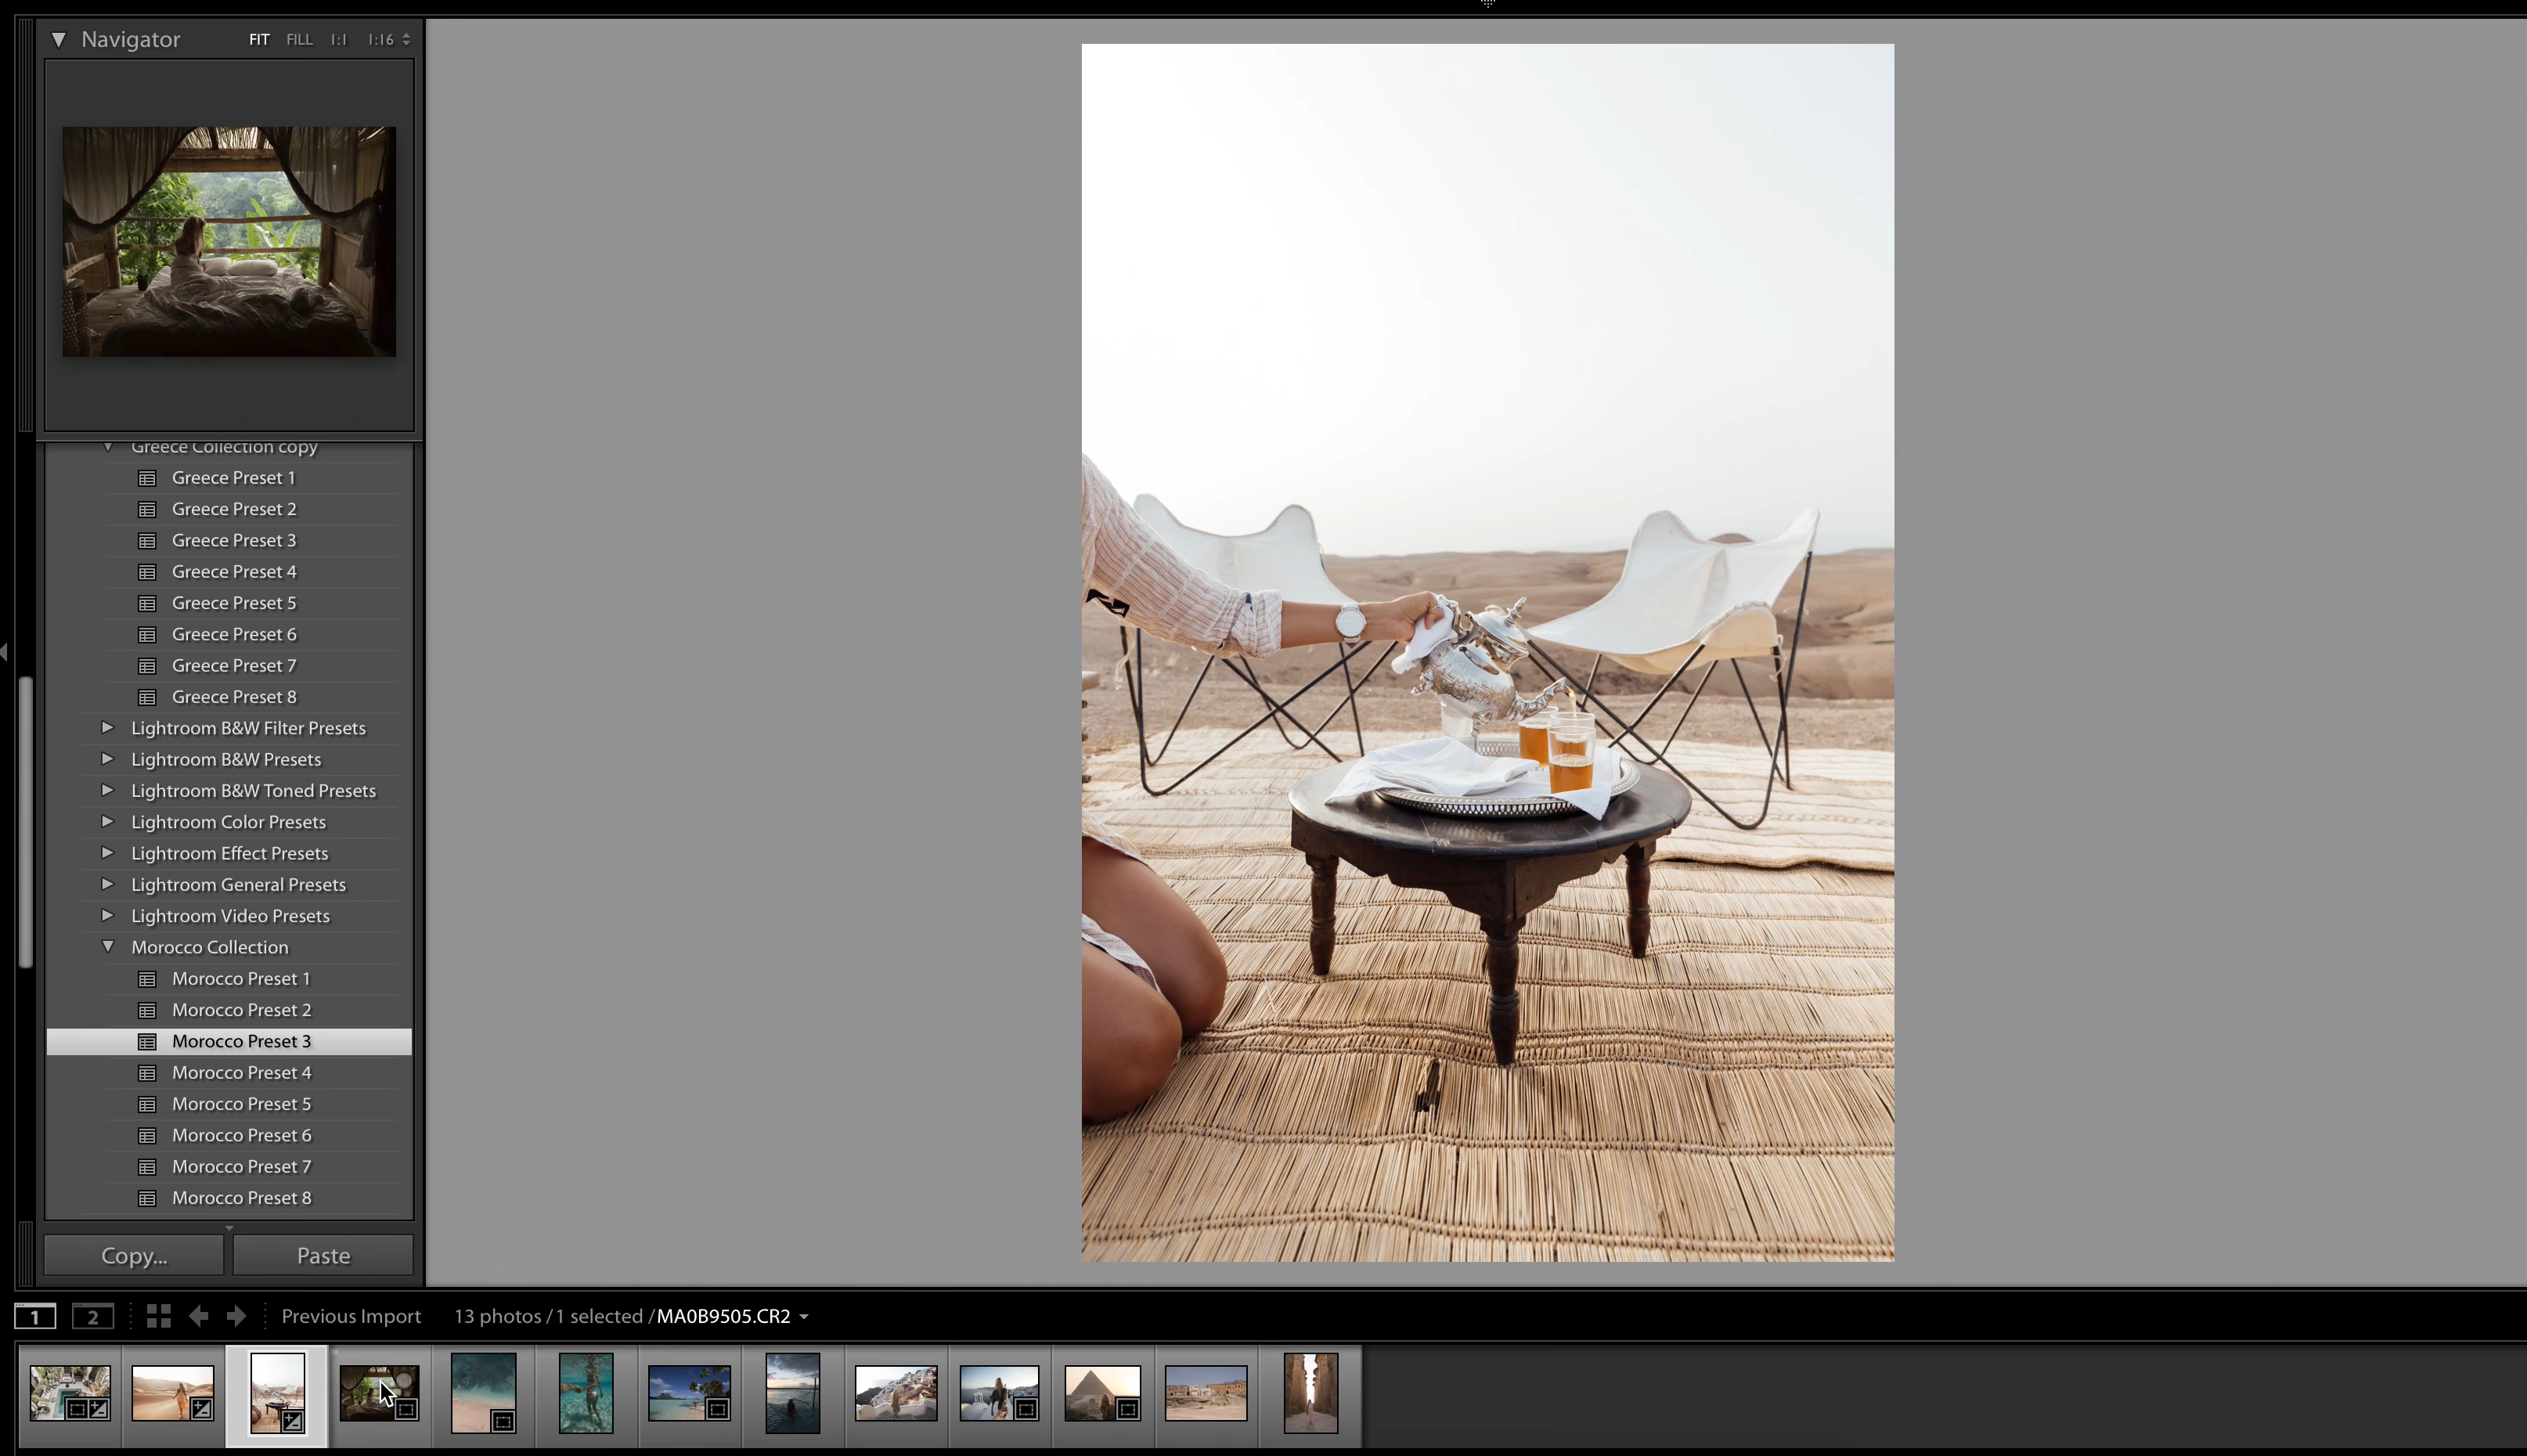 Navigator FIT FILL 1:1 1:16
Greece Collection copy
Greece Preset 1
Greece Preset 2
Greece Preset 3
Greece Preset 4
Greece Preset 5
Greece Preset 6
Greece Preset 7
Greece Preset 8
Lightroom B&W Filter Presets
Lightroom B&W Presets
Lightroom B&W Toned Presets
Lightroom Color Presets
Lightroom Effect Presets
Lightroom General Presets
Lightroom Video Presets
Morocco Collection
Morocco Preset 1
Morocco Preset 2
Morocco Preset 3
Morocco Preset 4
Morocco Preset 5
Morocco Preset 6
Morocco Preset 7
Morocco Preset 8
Copy... Paste
1 2 Previous Import 13 photos / 1 selected / MA0B9505.CR2